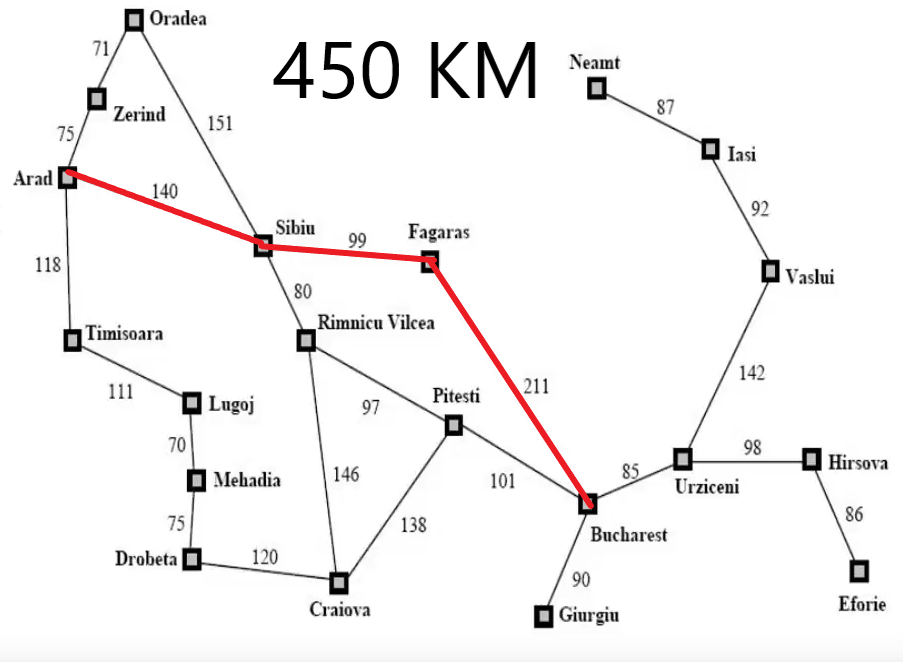 Oradea
450 KM
71
Neamt
Zerind
87
151
75
Iasi
Arad
140
92
Sibiu
99
Fagaras
118
80
Vaslui
Rimnicu Vilcea
Timisoara
142
111
97
Pitesti
211
Lugoj
70
98
146
101
85
Hirsova
Mehadia
Urziceni
75
138
86
Bucharest
Drobeta
120
90
Craiova
Giurgiu
Eforie